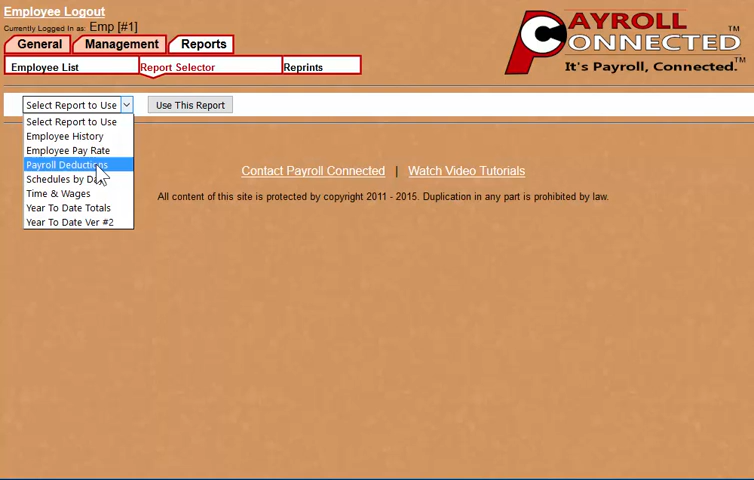 Employee Logout
Currently Logged In as: Emp [#1]
General Management Reports
Employee List Report Selector Reprints
PAYROLL CONNECTED™
It's Payroll, Connected.™
Select Report to Use Use This Report
Select Report to Use
Employee History
Employee Pay Rate
Payroll Deductions
Schedules by
Time & Wages
Year To Date Totals
Year To Date Ver #2
Contact Payroll Connected | Watch Video Tutorials
All content of this site is protected by copyright 2011 - 2015. Duplication in any part is prohibited by law.